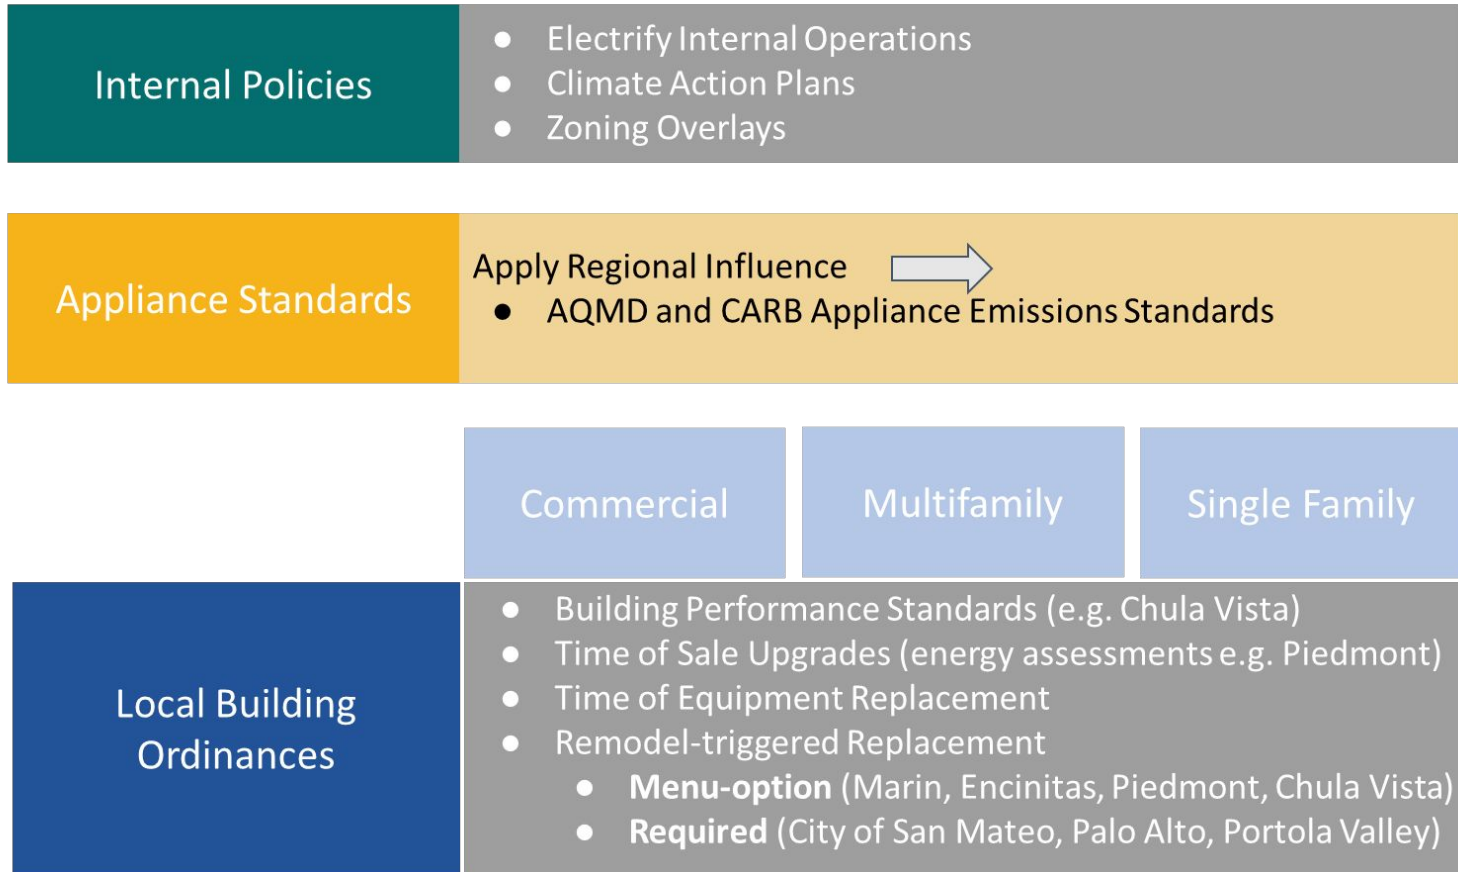 Internal Policies
● Electrify Internal Operations
● Climate Action Plans
● Zoning Overlays
Appliance Standards
Apply Regional Influence
● AQMD and CARB Appliance Emissions Standards
Commercial
Multifamily
Single Family
Local Building
Ordinances
● Building Performance Standards (e.g. Chula Vista)
● Time of Sale Upgrades (energy assessments e.g. Piedmont)
● Time of Equipment Replacement
● Remodel-triggered Replacement
● Menu-option (Marin, Encinitas, Piedmont, Chula Vista)
● Required (City of San Mateo, Palo Alto, Portola Valley)